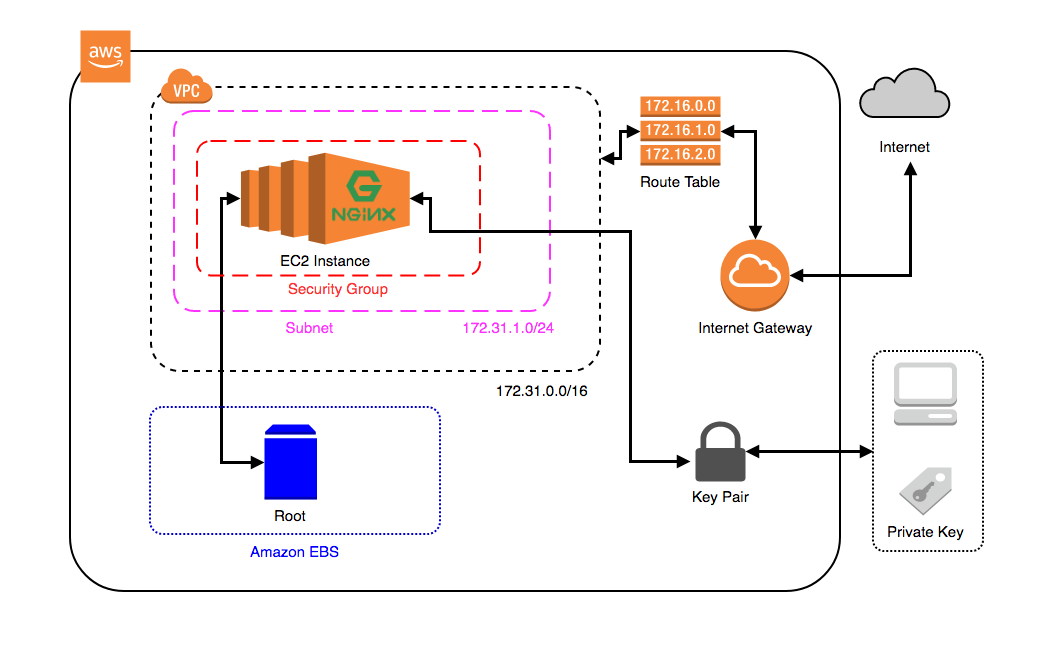 aws
VPC
172.16.0.0
172.16.1.0
172.16.2.0
Route Table
Internet
NGINX
EC2 Instance
Security Group
Subnet
172.31.1.0/24
Internet Gateway
172.31.0.0/16
Root
Amazon EBS
Key Pair
Private Key